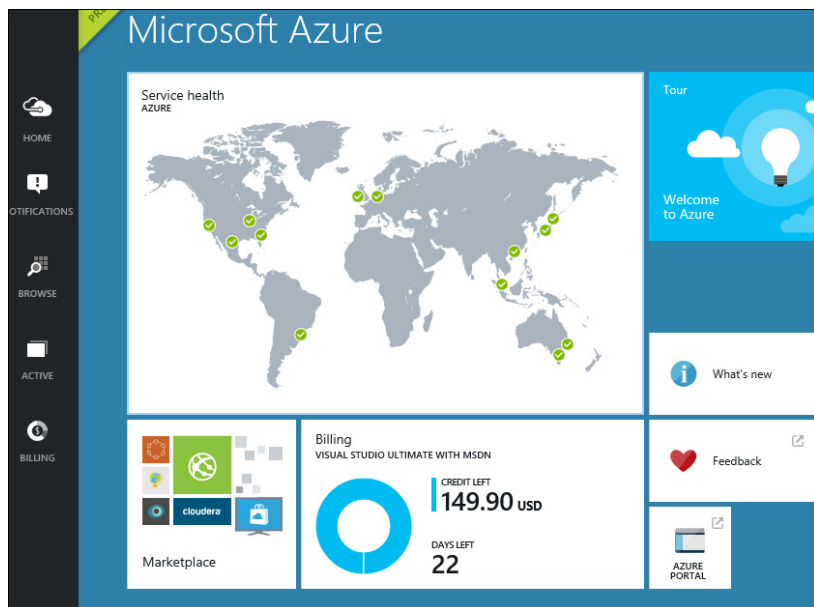 PR
Microsoft Azure
HOME
OTIFICATIONS
BROWSE
ACTIVE
BILLING
Service health
AZURE
Tour
Welcome
to Azure
What's new
Feedback
AZURE
PORTAL
cloudera
Marketplace
Billing
VISUAL STUDIO ULTIMATE WITH MSDN
CREDIT LEFT
149.90 USD
DAYS LEFT
22